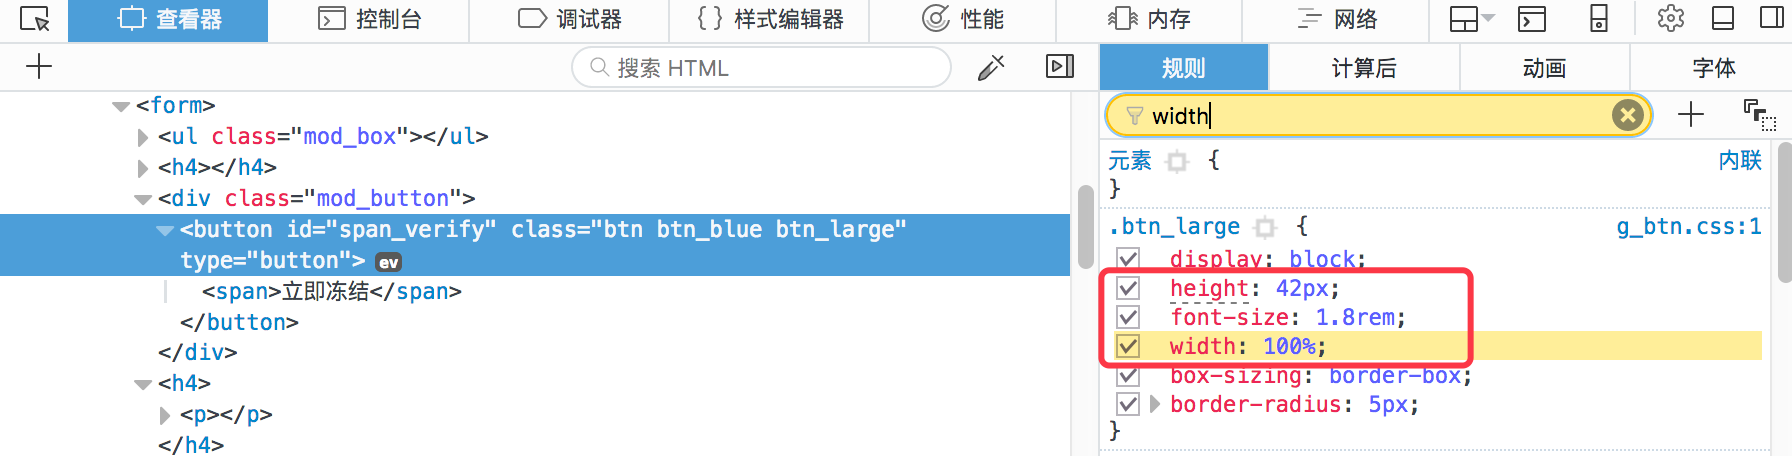 查看器 控制台 调试器 样式编辑器 性能 内存 网络
搜索 HTML
<form>
<ul class="mod_box"></ul>
<h4></h4>
<div class="mod_button">
<button id="span_verify" class="btn btn_blue btn_large"
type="button"> ev
<span>立即冻结</span>
</button>
</div>
<h4>
<p></p>
</h4>
规则 计算后 动画 字体
width
元素 { 内联
}
.btn_large { g_btn.css:1
display: block;
height: 42px;
font-size: 1.8rem;
width: 100%;
box-sizing: border-box;
border-radius: 5px;
}